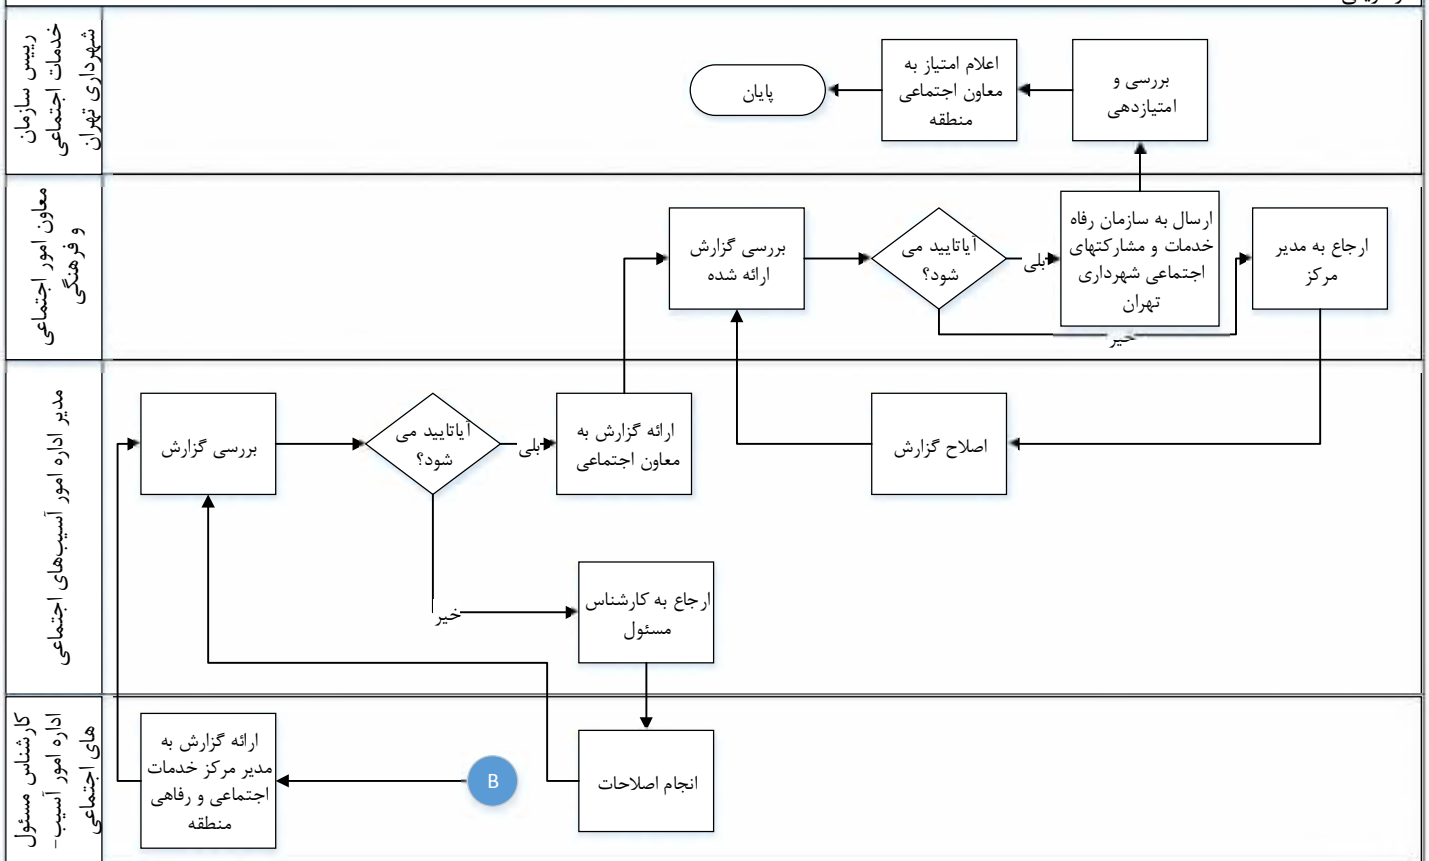 رییس سازمان
خدمات اجتماعی
شهرداری تهران
بررسی و
امتیازدهی
اعلام امتیاز به
معاون اجتماعی
منطقه
پایان
معاون امور اجتماعی
و فرهنگی
بررسی گزارش
ارائه شده
آیاتایید می
شود؟
بلی
خیر
ارسال به سازمان رفاه
خدمات و مشارکتهای
اجتماعی شهرداری
تهران
ارجاع به مدیر
مرکز
مدیر اداره امور آسیب‌های اجتماعی
بررسی گزارش
آیاتایید می
شود؟
بلی
خیر
ارائه گزارش به
معاون اجتماعی
اصلاح گزارش
ارجاع به کارشناس
مسئول
کارشناس مسئول
اداره امور آسیب-
های اجتماعی
ارائه گزارش به
مدیر مرکز خدمات
اجتماعی و رفاهی
منطقه
B
انجام اصلاحات